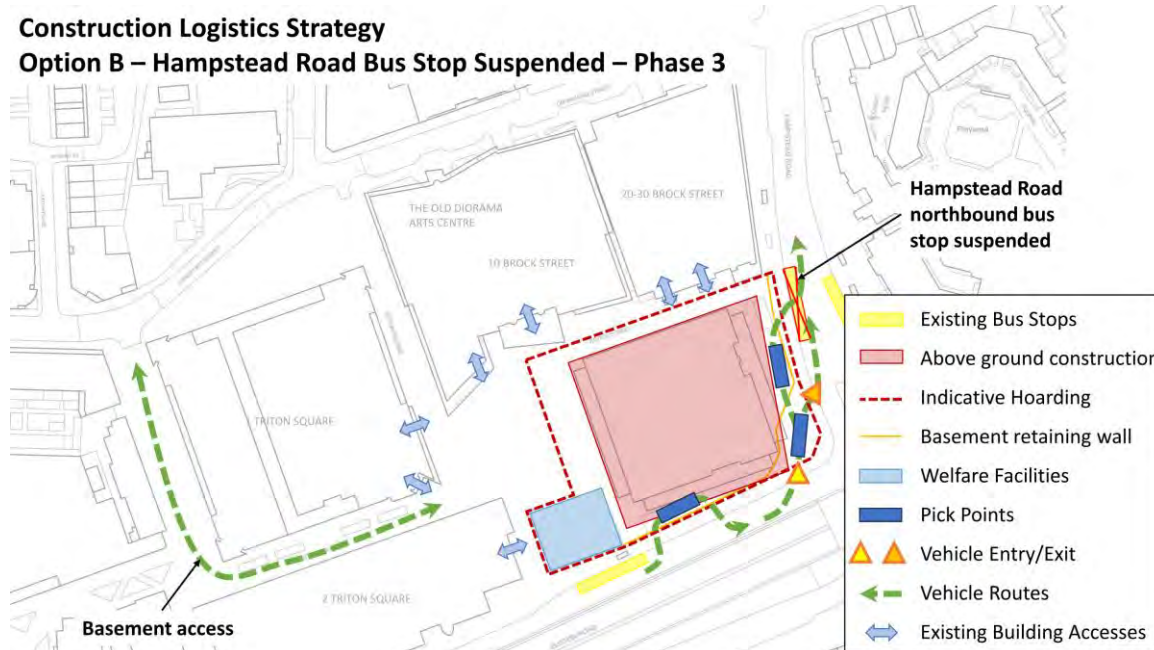 Construction Logistics Strategy
Option B – Hampstead Road Bus Stop Suspended – Phase 3
HAMPSTEAD ROAD
20-30 BROCK STREET
THE OLD DIORAMA
ARTS CENTRE
10 BROCK STREET
Hampstead Road
northbound bus
stop suspended
1 TRITON SQUARE
2 TRITON SQUARE
Basement access
Existing Bus Stops
Above ground construction
Indicative Hoarding
Basement retaining wall
Welfare Facilities
Pick Points
Vehicle Entry/Exit
Vehicle Routes
Existing Building Accesses